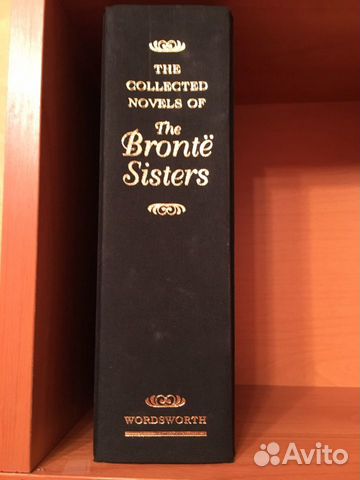 THE
COLLECTED
NOVELS OF
The
Brontë
Sisters
WORDSWORTH
Avito